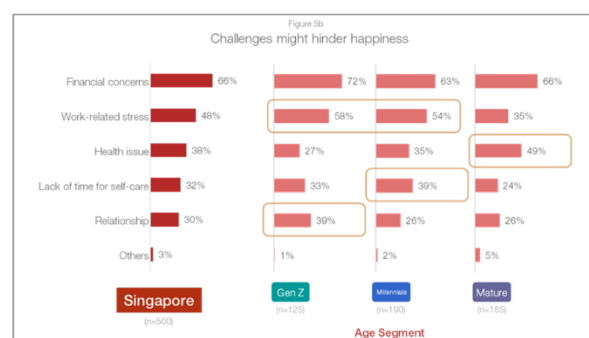 Figure 5b
Challenges might hinder happiness
Financial concerns 66% 72% 63% 66%
Work-related stress 48% 58% 54% 35%
Health issue 38% 27% 35% 49%
Lack of time for self-care 32% 33% 39% 24%
Relationship 30% 39% 26% 26%
Others 3% 1% 2% 5%
Singapore Gen Z Millennials Mature
(n=500) (n=125) (n=190) (n=185)
Age Segment